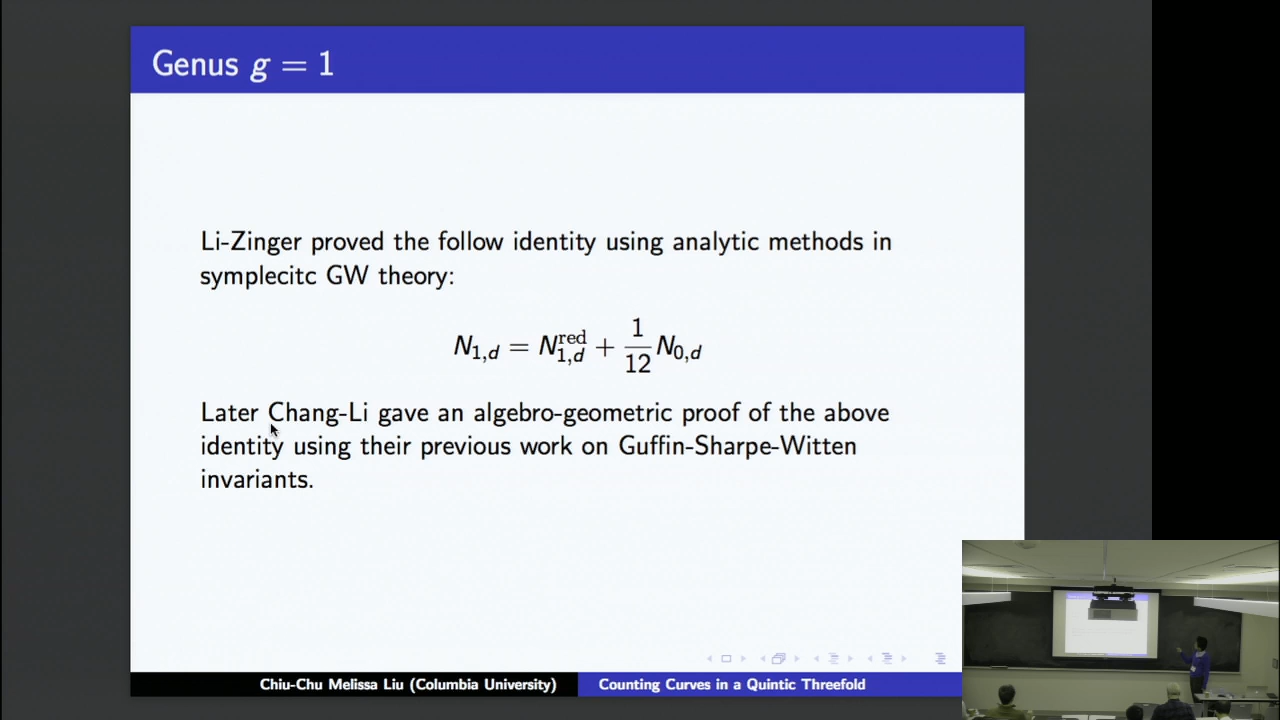 Genus g = 1
Li-Zinger proved the follow identity using analytic methods in
symplecitc GW theory:
N_{1,d} = N_{1,d}^{red} + \frac{1}{12} N_{0,d}
Later Chang-Li gave an algebro-geometric proof of the above
identity using their previous work on Guffin-Sharpe-Witten
invariants.
Chiu-Chu Melissa Liu (Columbia University) Counting Curves in a Quintic Threefold